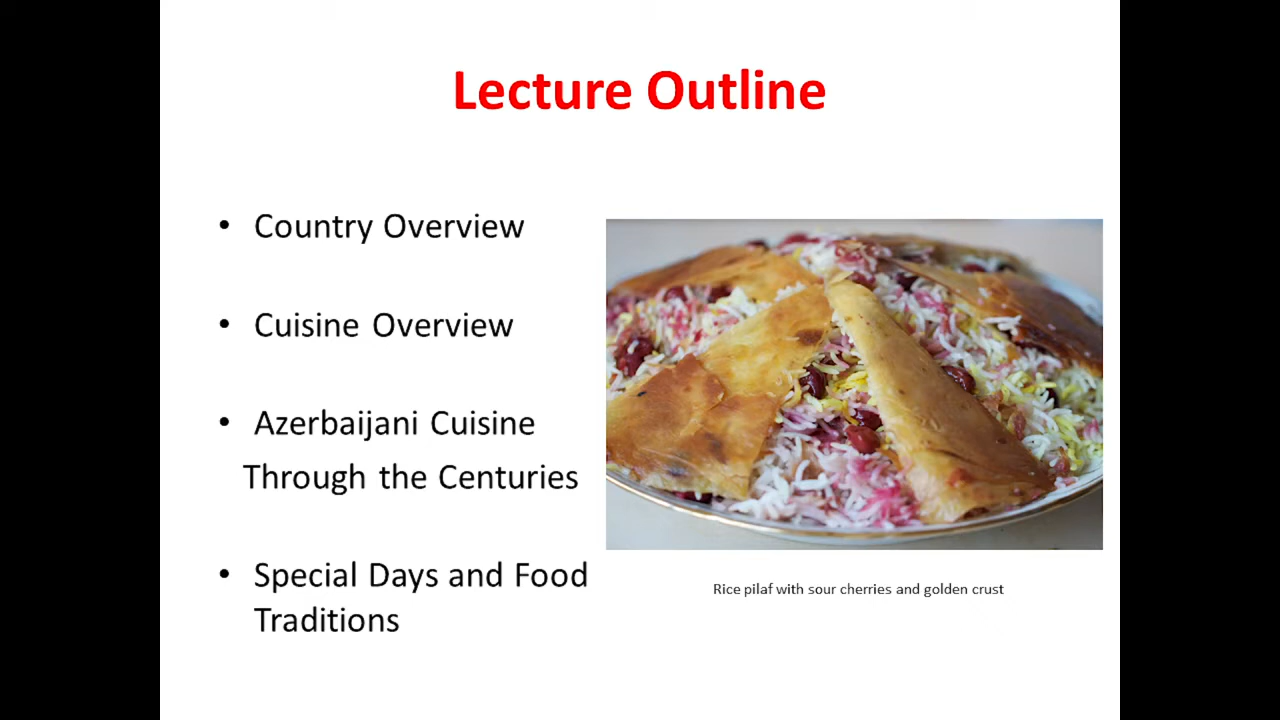 Lecture Outline
• Country Overview
• Cuisine Overview
• Azerbaijani Cuisine
Through the Centuries
• Special Days and Food
Traditions
Rice pilaf with sour cherries and golden crust